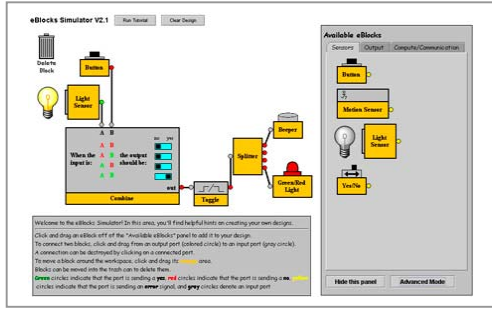 eBlocks Simulator V2.1
Run Tutorial
Clear Design
Delete
Block
Button
Light
Sensor
A B
no yes
A B
When the A B the output
input is: A B should be:
A B
out
Combine
Toggle
Splitter
Beeper
Green/Red
Light
Welcome to the eBlocks Simulator! In this area, you'll find helpful hints on creating your own designs.
Click and drag an eBlock off of the "Available eBlocks" panel to add it to your design.
To connect two blocks, click and drag from an output port (colored circle) to an input port (gray circle).
A connection can be destroyed by clicking on a connected port.
To move a block around the workspace, click and drag its area.
Blocks can be moved into the trash can to delete them.
Green circles indicate that the port is sending a yes, red circles indicate that the port is sending a no, yellow
circles indicate that the port is sending an error signal, and grey circles denote an input port
Available eBlocks
Sensors
Output
Compute/Communication
Button
Motion Sensor
Light
Sensor
Yes/No
Hide this panel
Advanced Mode